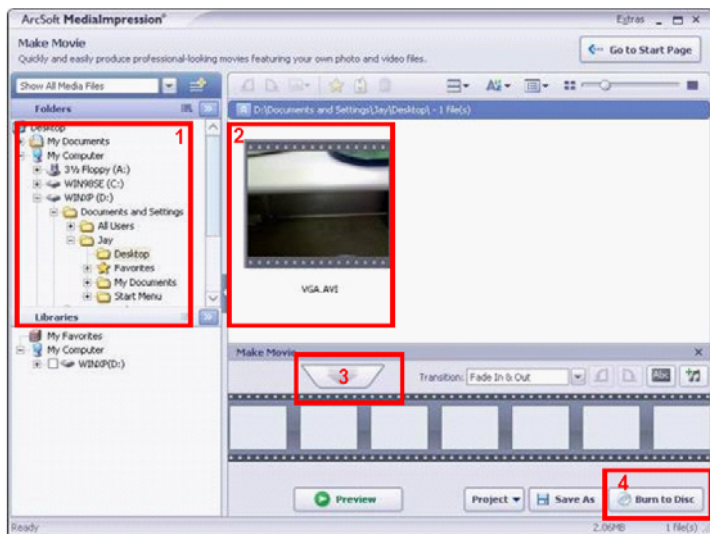 ArcSoft MediaImpression®
Extras
Make Movie
Quickly and easily produce professional-looking movies featuring your own photo and video files.
Go to Start Page
Show All Media Files
Folders
D:\Documents and Settings\Jay\Desktop\ - 1 file(s)
1
2
Desktop
My Documents
My Computer
3½ Floppy (A:)
WIN98SE (C:)
WINXP (D:)
Documents and Settings
All Users
Jay
Desktop
Favorites
My Documents
Start Menu
VGA.AVI
Libraries
My Favorites
My Computer
WINXP(D:)
Make Movie
3
Transition: Fade In & Out
Abc
4
Preview
Project
Save As
Burn to Disc
Ready
2.06MB
1 file(s)